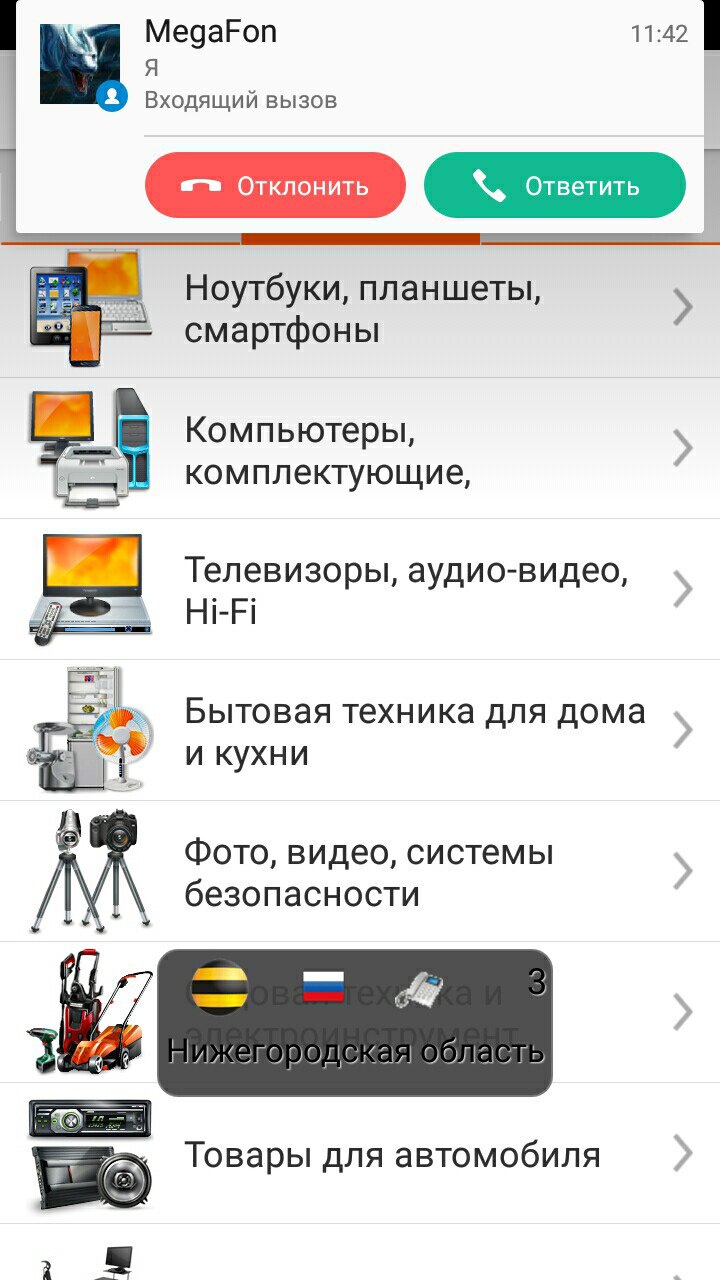 MegaFon
11:42
Я
Входящий вызов
Отклонить
Ответить
Ноутбуки, планшеты,
смартфоны
Компьютеры,
комплектующие,
Телевизоры, аудио-видео,
Hi-Fi
Бытовая техника для дома
и кухни
Фото, видео, системы
безопасности
3
Садовая техника и
электроинструмент
Нижегородская область
Товары для автомобиля